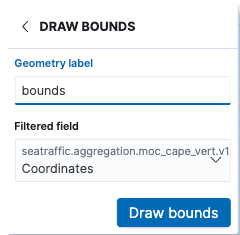 DRAW BOUNDS
Geometry label
bounds
Filtered field
seatraffic.aggregation.moc_cape_vert.v1
Coordinates
Draw bounds